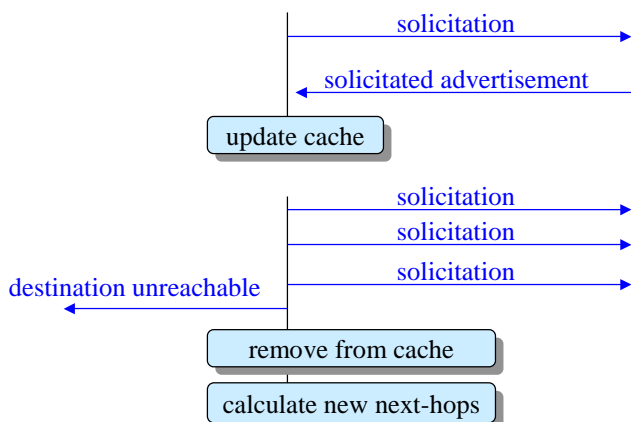 solicitation
solicitated advertisement
update cache
solicitation
solicitation
solicitation
destination unreachable
remove from cache
calculate new next-hops